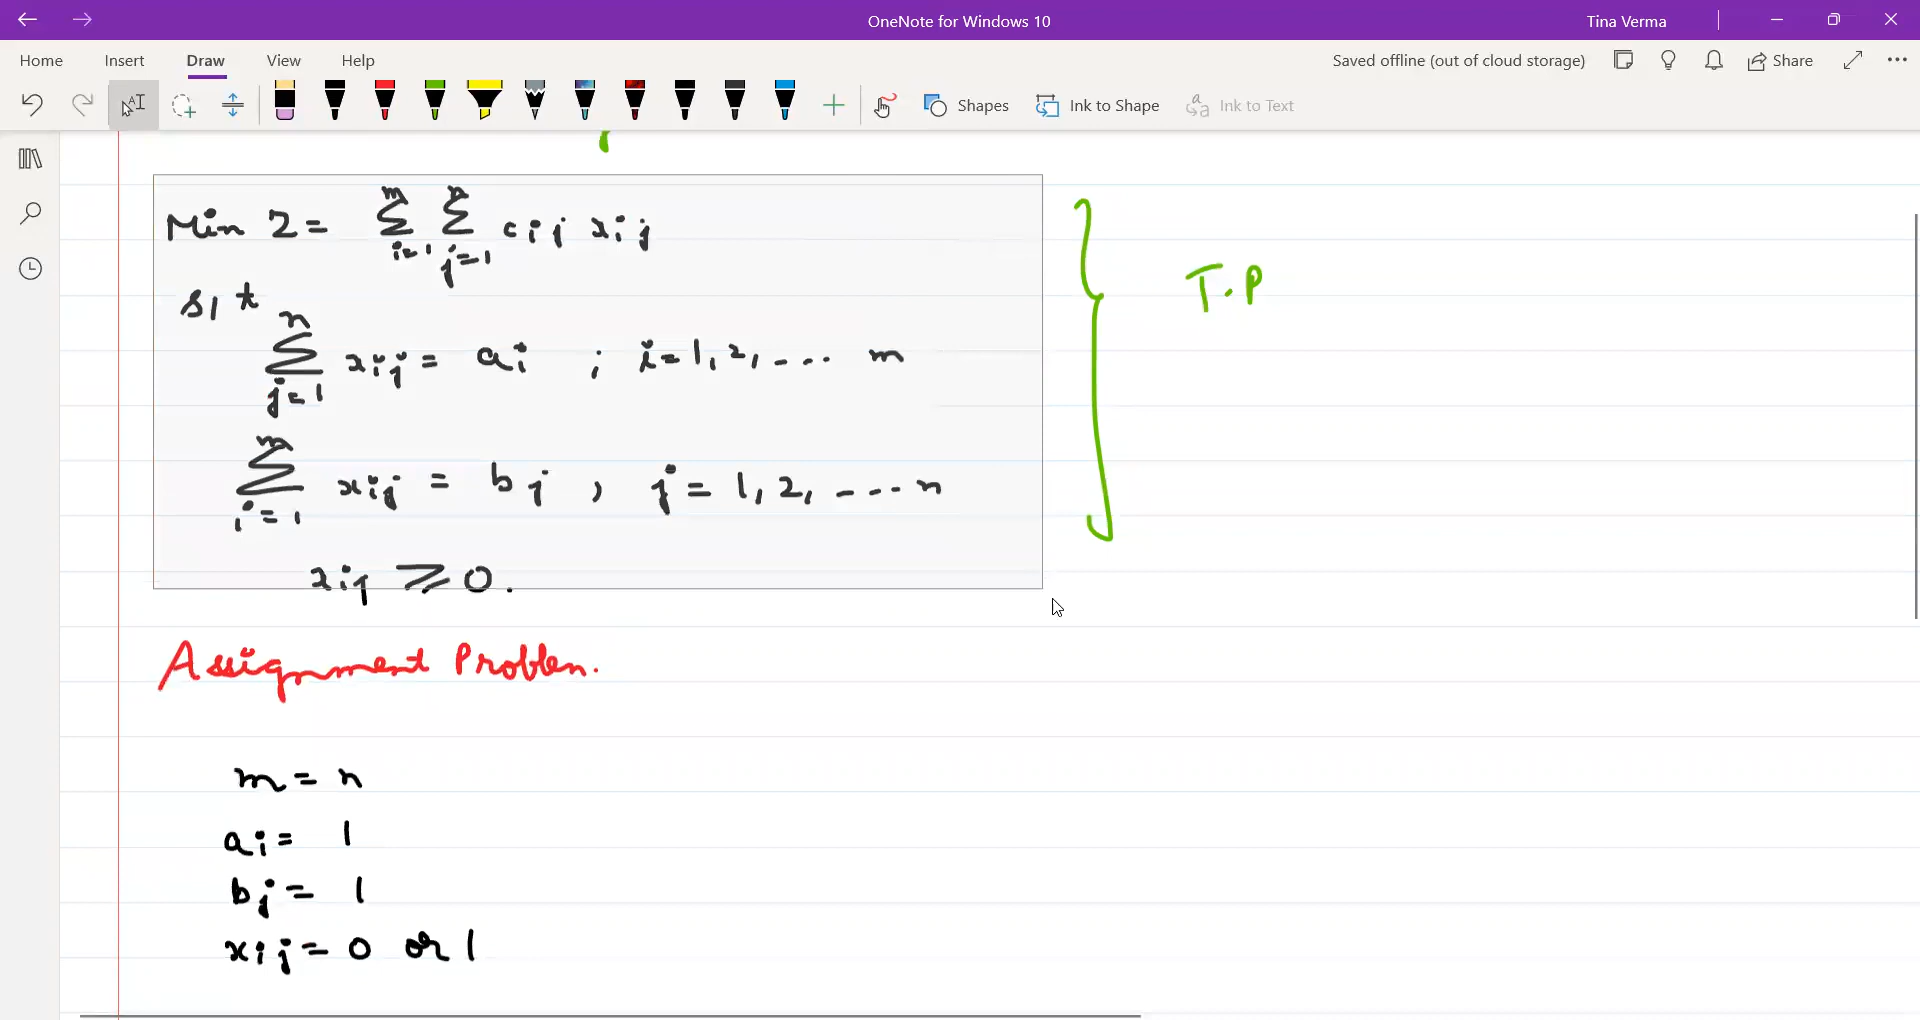 OneNote for Windows 10
Tina Verma
Home Insert Draw View Help
Saved offline (out of cloud storage)
Share
Shapes
Ink to Shape
Ink to Text
Min Z = m∑i=1 n∑j=1 cij xij
s,t
n∑j=1 xij = ai ; i=1, 2, ---- m
m∑i=1 xij = bj , j = 1, 2, ---- n
xij ≥ 0.
T.P
Assignment Problem.
m = n
ai = 1
bj = 1
xij = 0 or 1